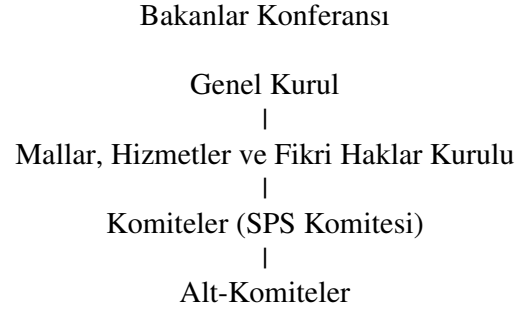 Bakanlar Konferansı
Genel Kurul
|
Mallar, Hizmetler ve Fikri Haklar Kurulu
|
Komiteler (SPS Komitesi)
|
Alt-Komiteler